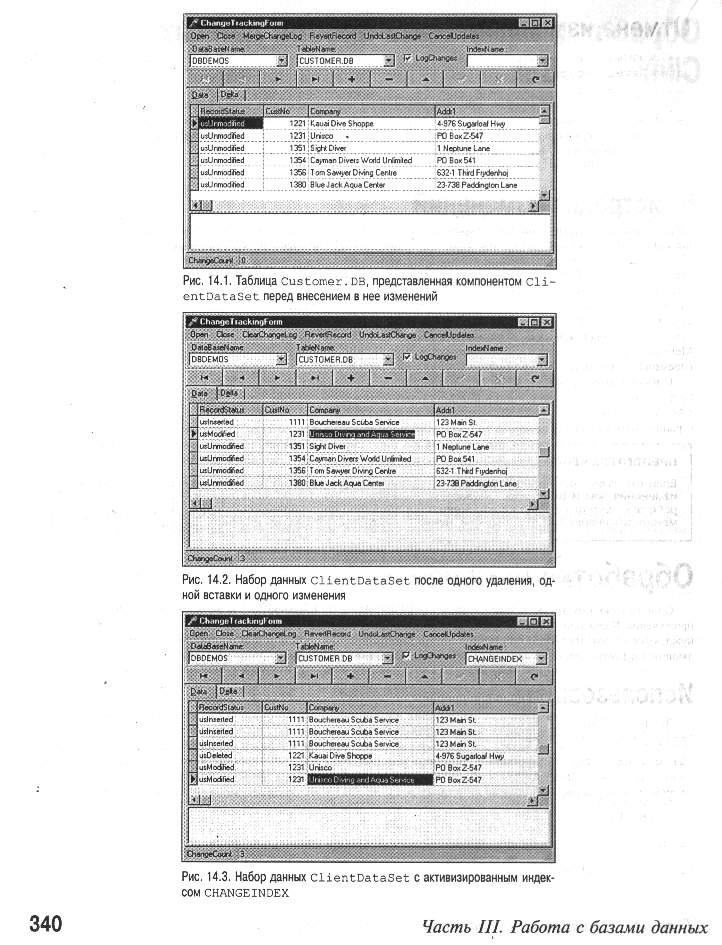 ChangeTrackingForm
Open Close MergeChangeLog RevertRecord UndoLastChange CancelUpdates
DataBaseName: TableName: IndexName:
DBDEMOS CUSTOMER.DB LogChanges
Data Delta
RecordStatus CustNo Company Addr1
usUnmodified 1221 Kauai Dive Shoppe 4-976 Sugarloaf Hwy
usUnmodified 1231 Unisco PO Box Z-547
usUnmodified 1351 Sight Diver 1 Neptune Lane
usUnmodified 1354 Cayman Divers World Unlimited PO Box 541
usUnmodified 1356 Tom Sawyer Diving Centre 632-1 Third Frydenhoj
usUnmodified 1380 Blue Jack Aqua Center 23-738 Paddington Lane
ChangeCount : 0
Рис. 14.1. Таблица Customer.DB, представленная компонентом Cli-
entDataSet перед внесением в нее изменений
ChangeTrackingForm
Open Close ClearChangeLog RevertRecord UndoLastChange CancelUpdates
DataBaseName: TableName: IndexName:
DBDEMOS CUSTOMER.DB LogChanges
Data Delta
RecordStatus CustNo Company Addr1
usInserted 1111 Bouchereau Scuba Service 123 Main St.
usModified 1231 Unisco Diving and Aqua Service PO Box Z-547
usUnmodified 1351 Sight Diver 1 Neptune Lane
usUnmodified 1354 Cayman Divers World Unlimited PO Box 541
usUnmodified 1356 Tom Sawyer Diving Centre 632-1 Third Frydenhoj
usUnmodified 1380 Blue Jack Aqua Center 23-738 Paddington Lane
ChangeCount : 3
Рис. 14.2. Набор данных ClientDataSet после одного удаления, од-
ной вставки и одного изменения
ChangeTrackingForm
Open Close ClearChangeLog RevertRecord UndoLastChange CancelUpdates
DataBaseName: TableName: IndexName:
DBDEMOS CUSTOMER.DB LogChanges CHANGEINDEX
Data Delta
RecordStatus CustNo Company Addr1
usInserted 1111 Bouchereau Scuba Service 123 Main St.
usInserted 1111 Bouchereau Scuba Service 123 Main St.
usInserted 1111 Bouchereau Scuba Service 123 Main St.
usDeleted 1221 Kauai Dive Shoppe 4-976 Sugarloaf Hwy
usModified 1231 Unisco PO Box Z-547
usModified 1231 Unisco Diving and Aqua Service PO Box Z-547
ChangeCount : 3
Рис. 14.3. Набор данных ClientDataSet с активизированным индек-
сом CHANGEINDEX
340 Часть III. Работа с базами данных